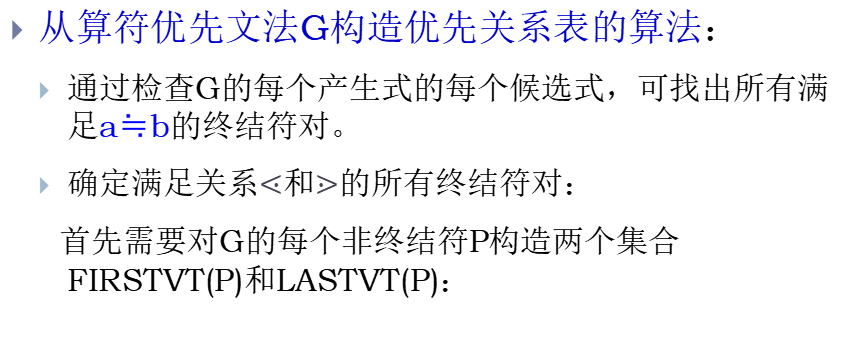 从算符优先文法G构造优先关系表的算法：
通过检查G的每个产生式的每个候选式，可找出所有满
足a≒b的终结符对。
确定满足关系⋖和⋗的所有终结符对：
首先需要对G的每个非终结符P构造两个集合
FIRSTVT(P)和LASTVT(P)：